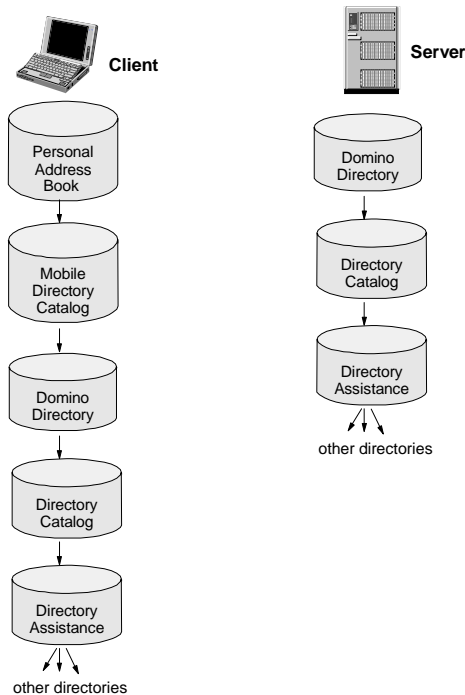 Client
Personal
Address
Book
Mobile
Directory
Catalog
Domino
Directory
Directory
Catalog
Directory
Assistance
other directories
Server
Domino
Directory
Directory
Catalog
Directory
Assistance
other directories